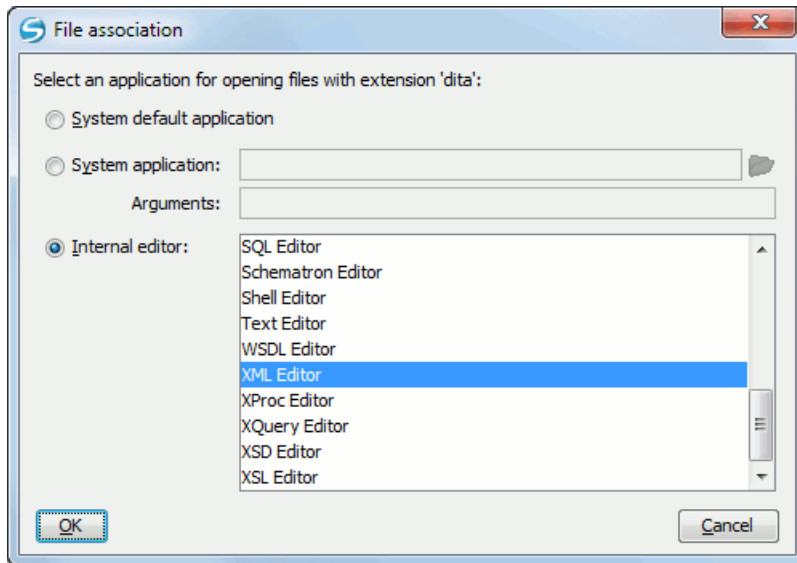 File association
Select an application for opening files with extension 'dita':
System default application
System application:
Arguments:
Internal editor:
SQL Editor
Schematron Editor
Shell Editor
Text Editor
WSDL Editor
XML Editor
XProc Editor
XQuery Editor
XSD Editor
XSL Editor
OK
Cancel